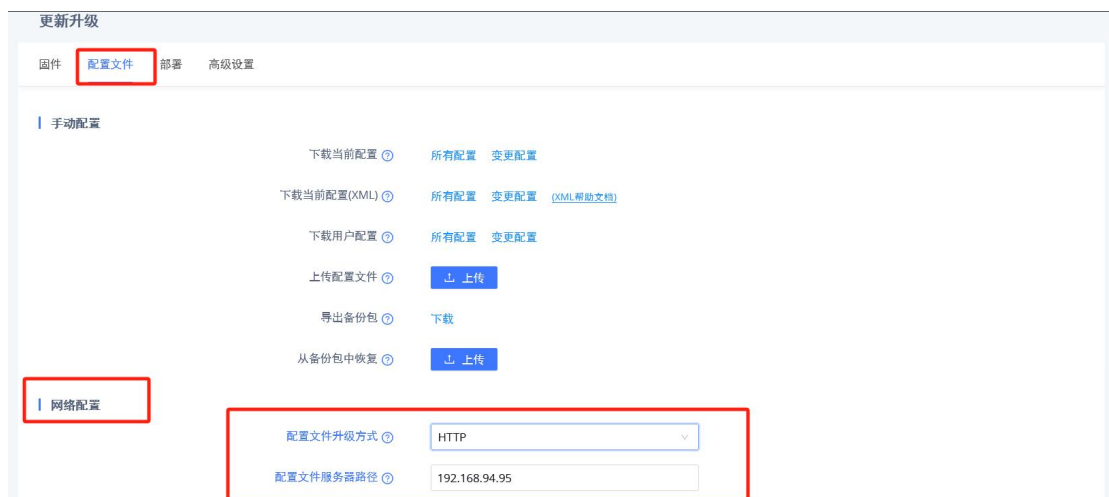 更新升级
固件 配置文件 部署 高级设置
手动配置
下载当前配置 所有配置 变更配置
下载当前配置(XML) 所有配置 变更配置 (XML帮助文档)
下载用户配置 所有配置 变更配置
上传配置文件 上传
导出备份包 下载
从备份包中恢复 上传
网络配置
配置文件升级方式 HTTP
配置文件服务器路径 192.168.94.95